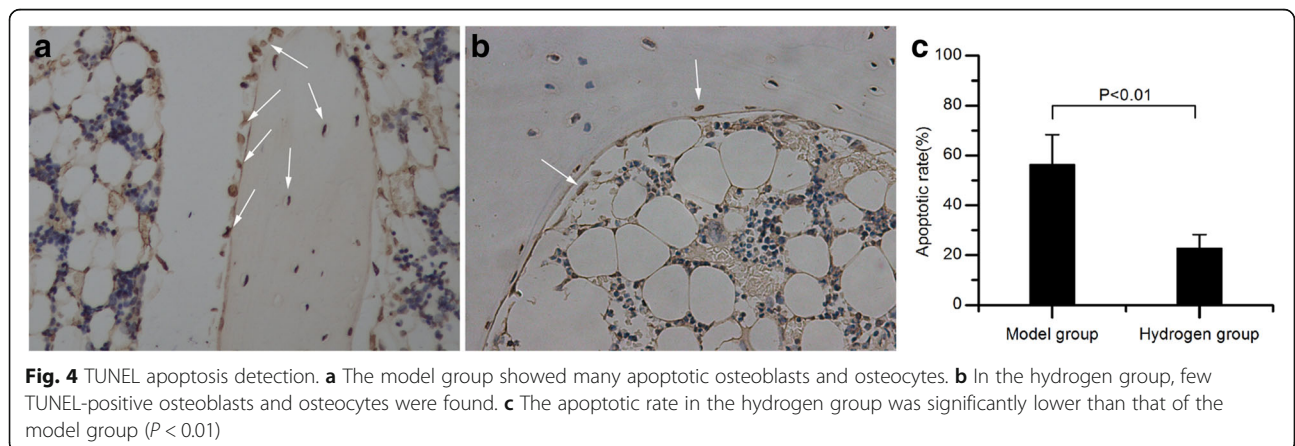 a
b
c
100
80
60
40
20
0
Apoptotic rate(%)
P<0.01
Model group Hydrogen group
Fig. 4 TUNEL apoptosis detection. a The model group showed many apoptotic osteoblasts and osteocytes. b In the hydrogen group, few
TUNEL-positive osteoblasts and osteocytes were found. c The apoptotic rate in the hydrogen group was significantly lower than that of the
model group (P < 0.01)